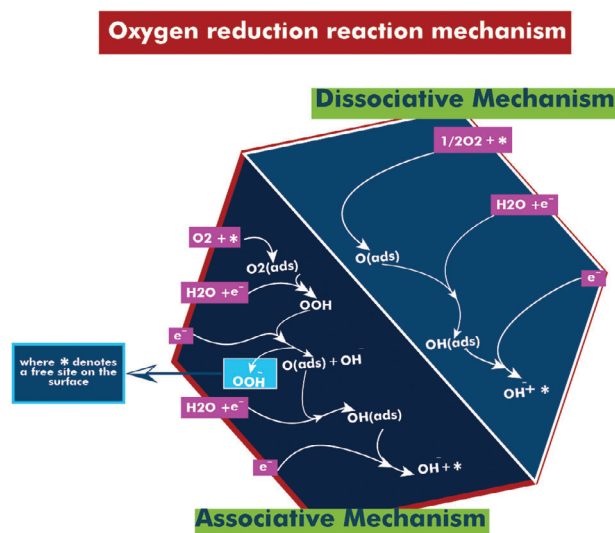 Oxygen reduction reaction mechanism
Dissociative Mechanism
1/2O2 + *
H2O +e⁻
e⁻
O(ads)
OH(ads)
OH⁻+ *
O2 + *
O2(ads)
H2O +e⁻
OOH
e⁻
O(ads) + OH⁻
OOH⁻
where * denotes
a free site on the
surface
H2O +e⁻
OH(ads)
e⁻
OH⁻+*
Associative Mechanism